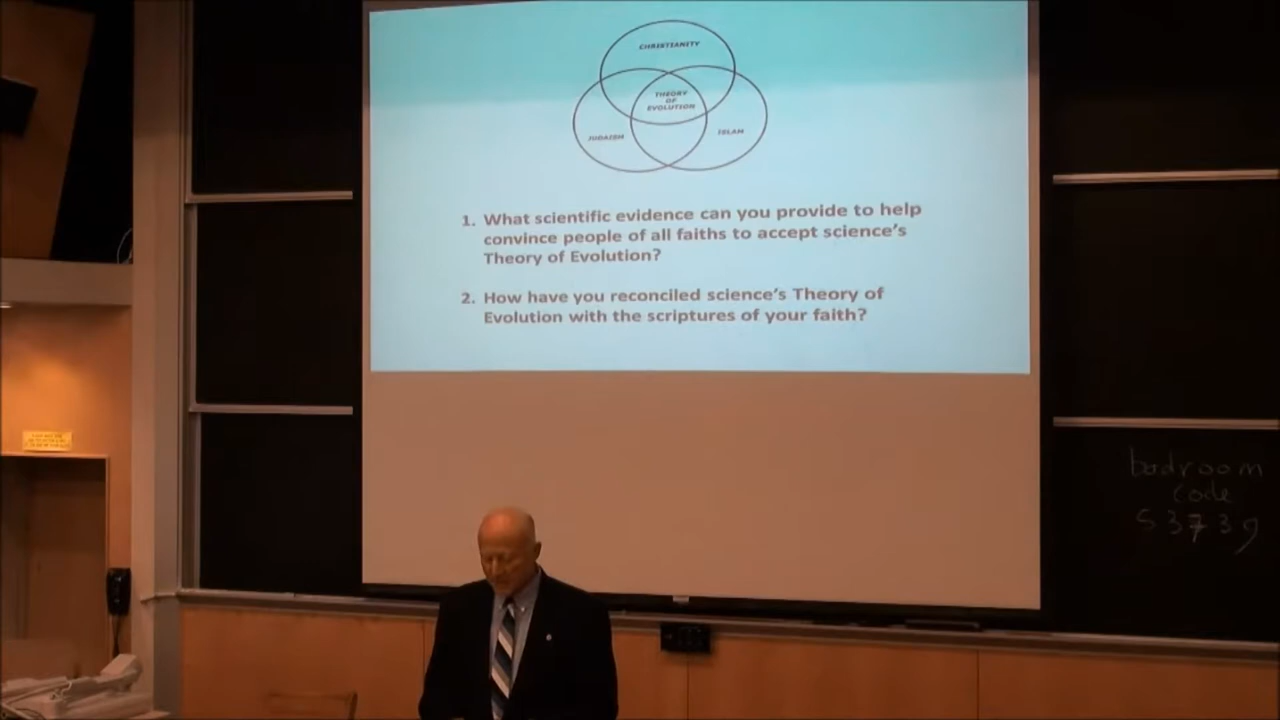 CHRISTIANITY
THEORY
OF
EVOLUTION
JUDAISM
ISLAM
1. What scientific evidence can you provide to help
convince people of all faiths to accept science's
Theory of Evolution?
2. How have you reconciled science's Theory of
Evolution with the scriptures of your faith?
badroom
code
53739